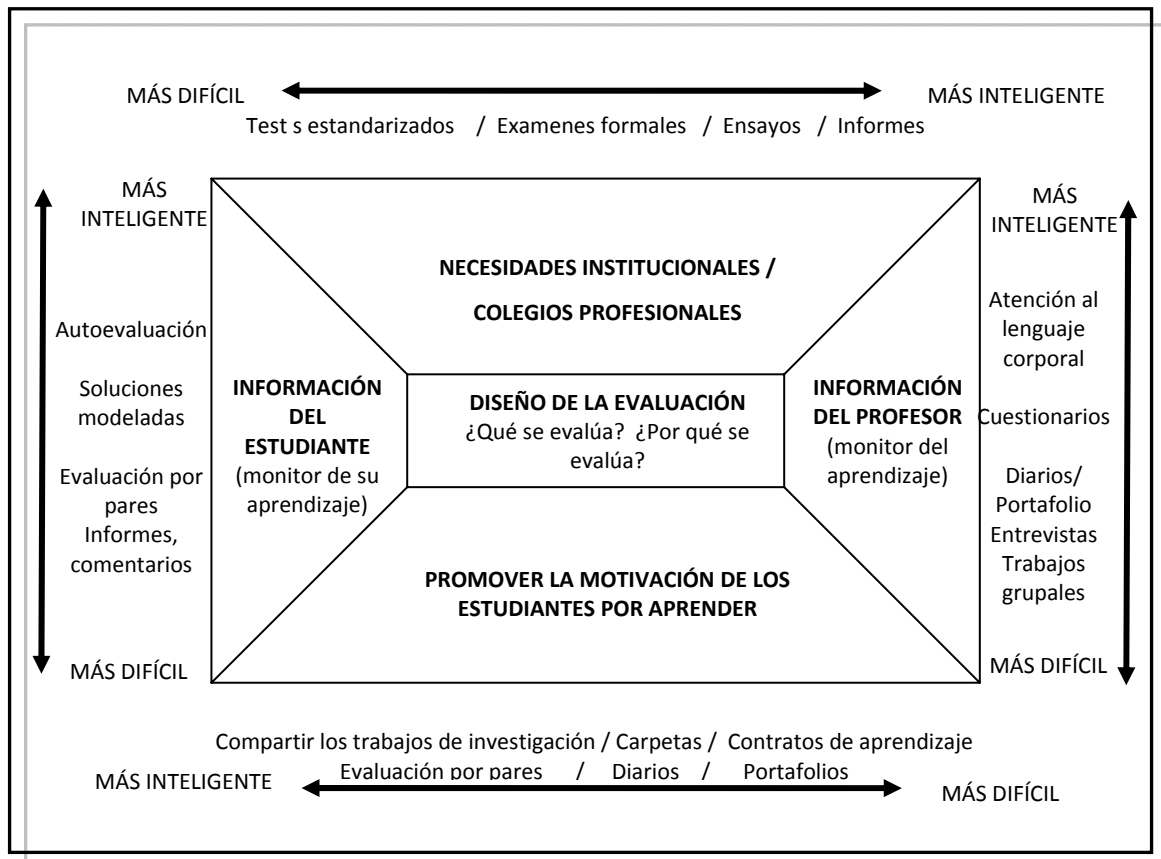 MÁS DIFÍCIL
MÁS INTELIGENTE
Test s estandarizados / Examenes formales / Ensayos / Informes
MÁS
INTELIGENTE
Autoevaluación
Soluciones
modeladas
Evaluación por
pares
Informes,
comentarios
MÁS DIFÍCIL
NECESIDADES INSTITUCIONALES /
COLEGIOS PROFESIONALES
INFORMACIÓN
DEL
ESTUDIANTE
(monitor de su
aprendizaje)
DISEÑO DE LA EVALUACIÓN
¿Qué se evalúa? ¿Por qué se
evalúa?
INFORMACIÓN
DEL PROFESOR
(monitor del
aprendizaje)
PROMOVER LA MOTIVACIÓN DE LOS
ESTUDIANTES POR APRENDER
MÁS
INTELIGENTE
Atención al
lenguaje
corporal
Cuestionarios
Diarios/
Portafolio
Entrevistas
Trabajos
grupales
MÁS DIFÍCIL
Compartir los trabajos de investigación / Carpetas / Contratos de aprendizaje
Evaluación por pares / Diarios / Portafolios
MÁS INTELIGENTE
MÁS DIFÍCIL